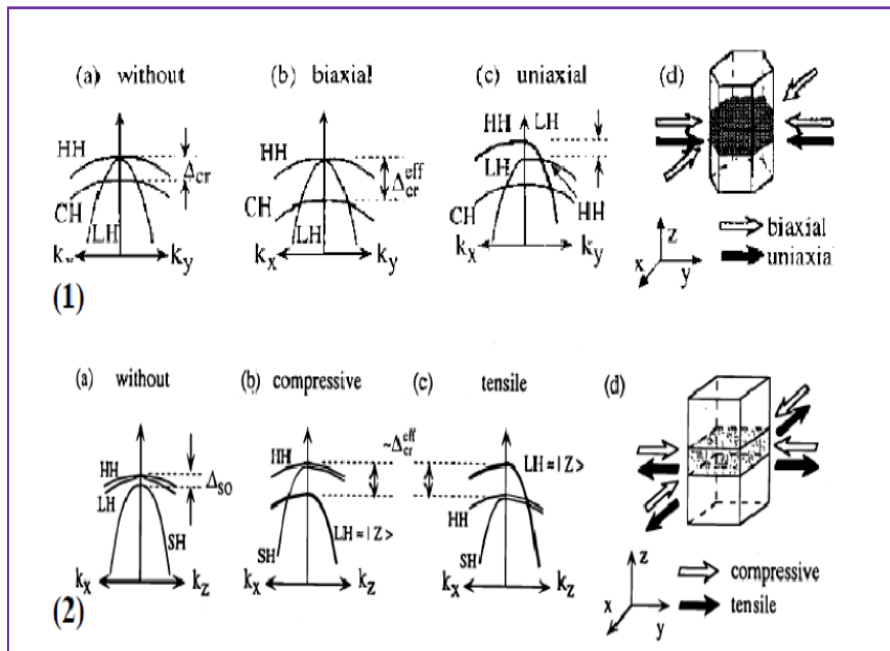 (a) without
(b) biaxial
(c) uniaxial
(d)
HH
Δcr
CH
LH
kx
ky
HH
Δcr^eff
LH
kx
ky
HH
LH
LH
CH
HH
kx
ky
z
x
y
biaxial
uniaxia
(1)
(a) without
(b) compressive
(c) tensile
(d)
HH
Δso
LH
SH
kx
kz
HH
~Δcr^eff
SH
LH≈|Z>
kx
kz
LH≈|Z>
HH
SH
kx
kz
z
x
y
compressive
tensile
(2)